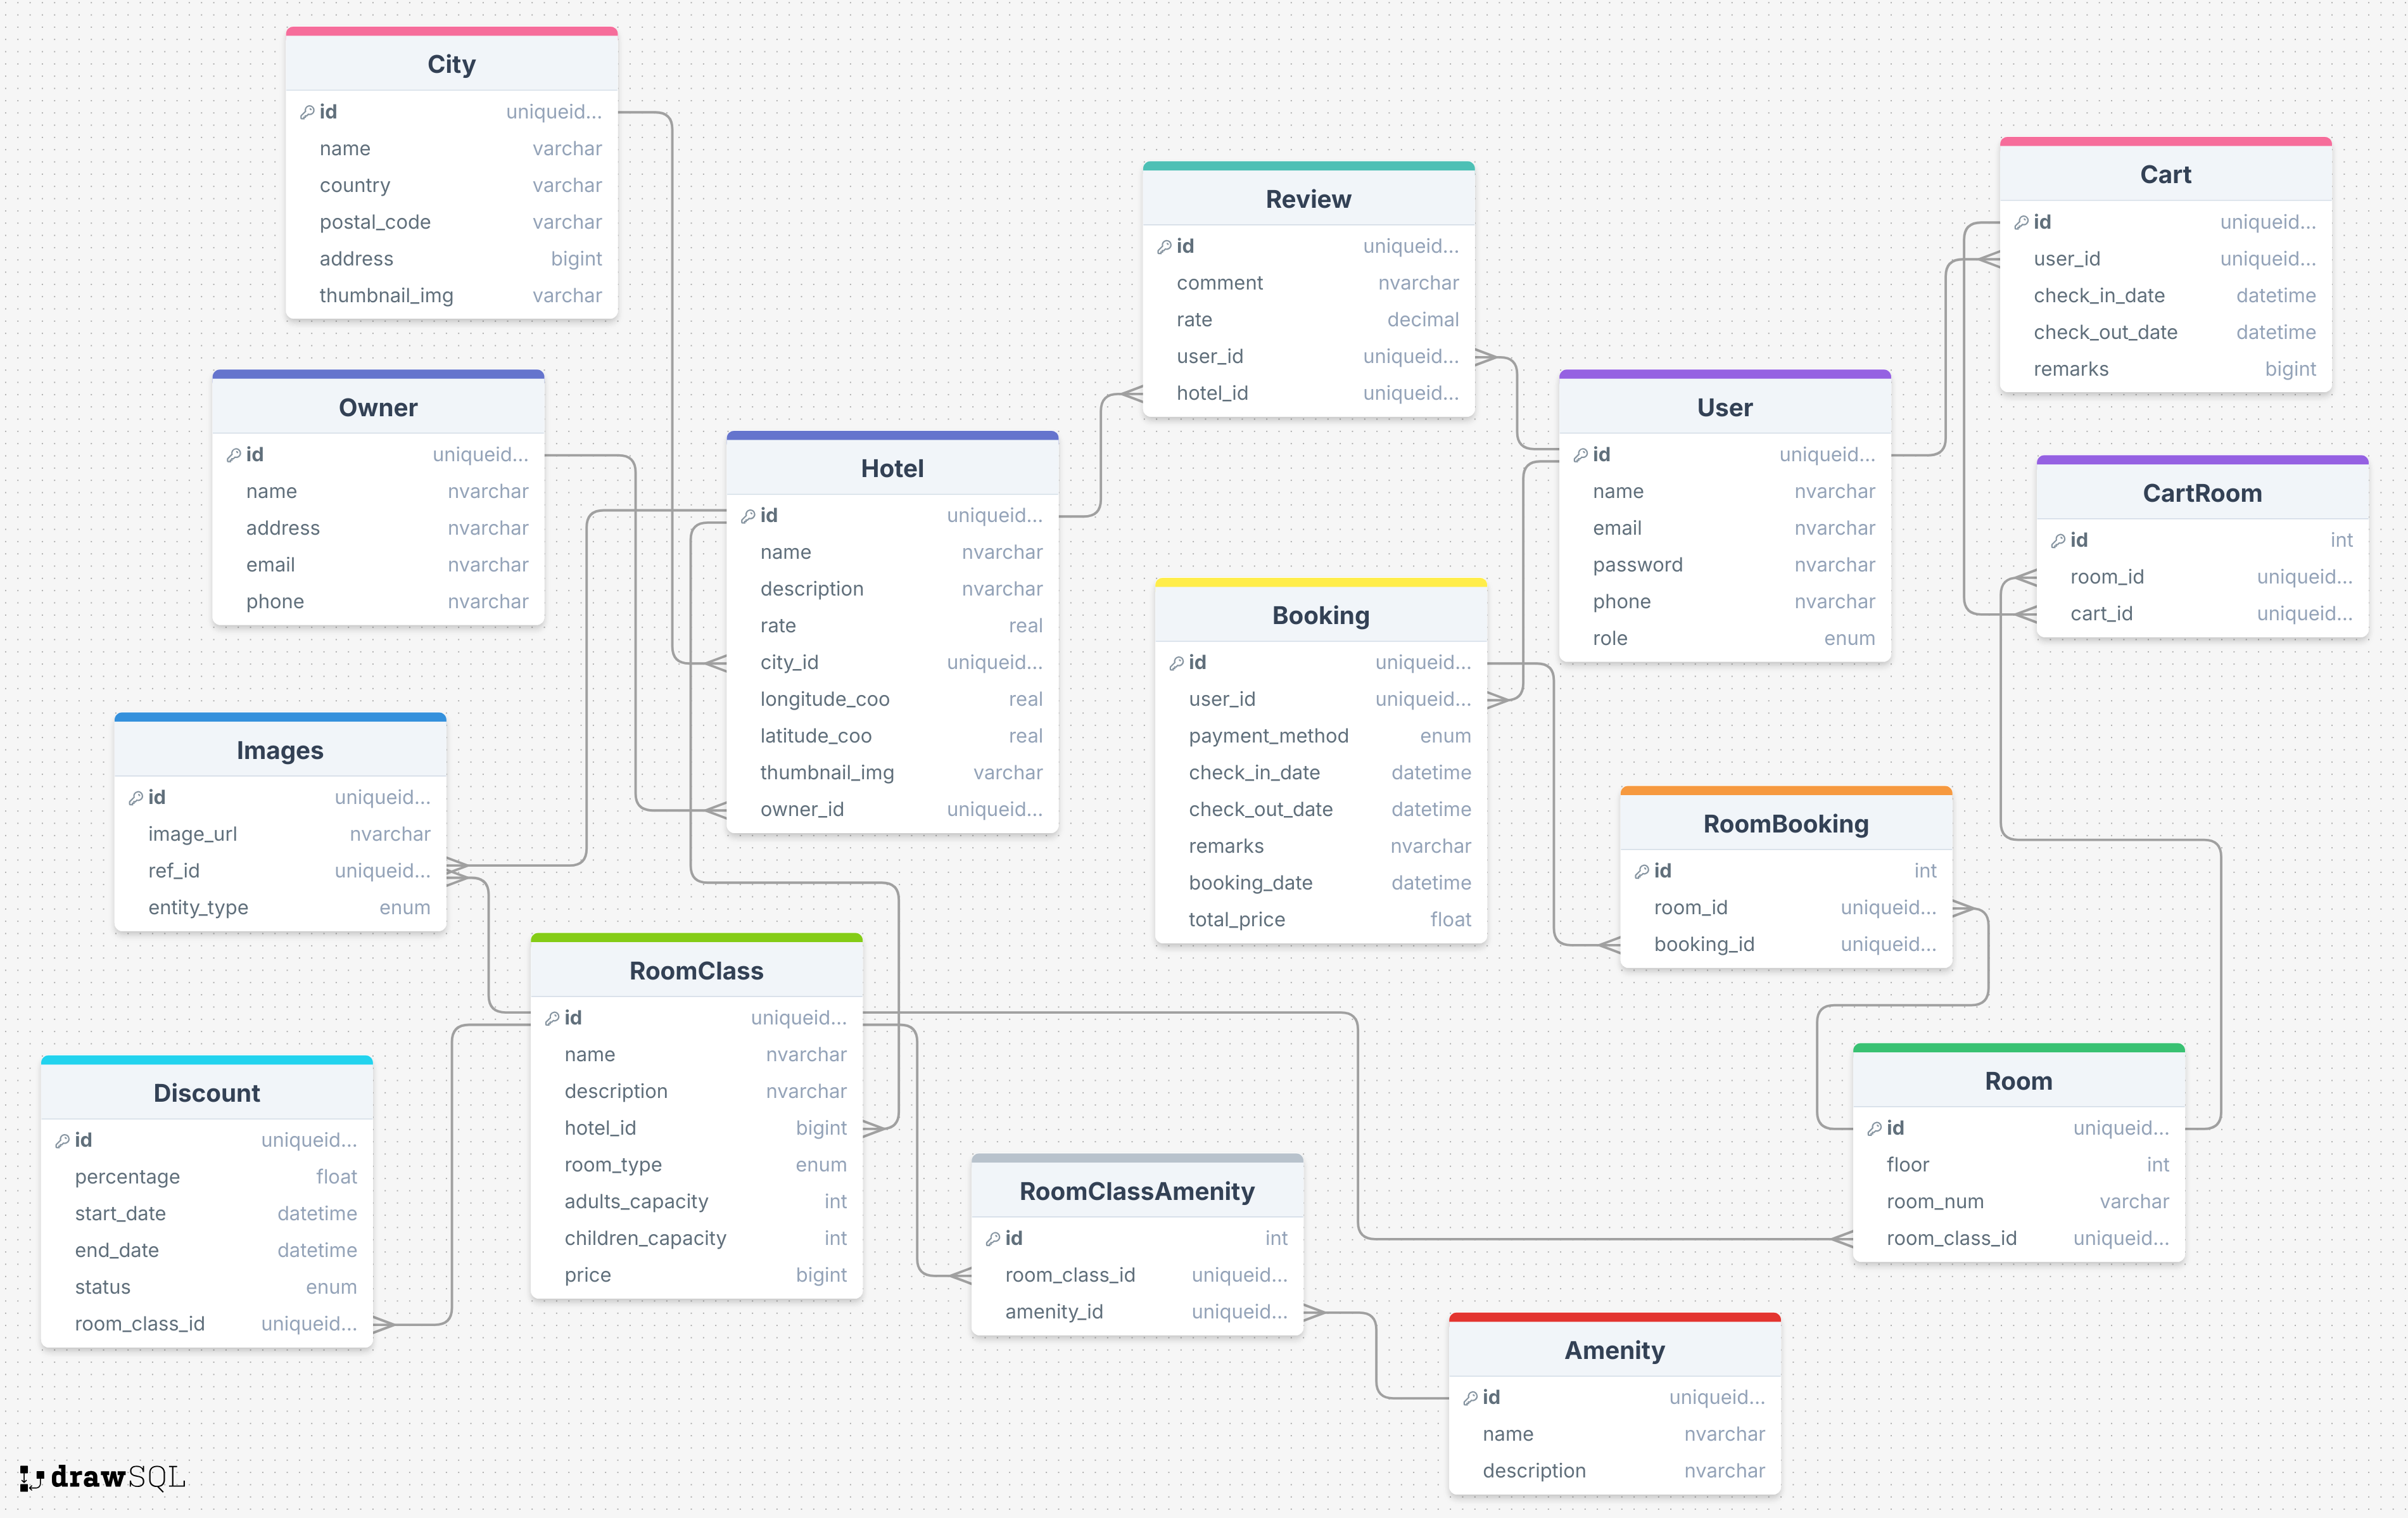 City
id uniqueid...
name varchar
country varchar
postal_code varchar
address bigint
thumbnail_img varchar
Owner
id uniqueid...
name nvarchar
address nvarchar
email nvarchar
phone nvarchar
Images
id uniqueid...
image_url nvarchar
ref_id uniqueid...
entity_type enum
Discount
id uniqueid...
percentage float
start_date datetime
end_date datetime
status enum
room_class_id uniqueid...
Hotel
id uniqueid...
name nvarchar
description nvarchar
rate real
city_id uniqueid...
longitude_coo real
latitude_coo real
thumbnail_img varchar
owner_id uniqueid...
RoomClass
id uniqueid...
name nvarchar
description nvarchar
hotel_id bigint
room_type enum
adults_capacity int
children_capacity int
price bigint
Review
id uniqueid...
comment nvarchar
rate decimal
user_id uniqueid...
hotel_id uniqueid...
Booking
id uniqueid...
user_id uniqueid...
payment_method enum
check_in_date datetime
check_out_date datetime
remarks nvarchar
booking_date datetime
total_price float
RoomClassAmenity
id int
room_class_id uniqueid...
amenity_id uniqueid...
User
id uniqueid...
name nvarchar
email nvarchar
password nvarchar
phone nvarchar
role enum
RoomBooking
id int
room_id uniqueid...
booking_id uniqueid...
Amenity
id uniqueid...
name nvarchar
description nvarchar
Cart
id uniqueid...
user_id uniqueid...
check_in_date datetime
check_out_date datetime
remarks bigint
CartRoom
id int
room_id uniqueid...
cart_id uniqueid...
Room
id uniqueid...
floor int
room_num varchar
room_class_id uniqueid...
drawSQL